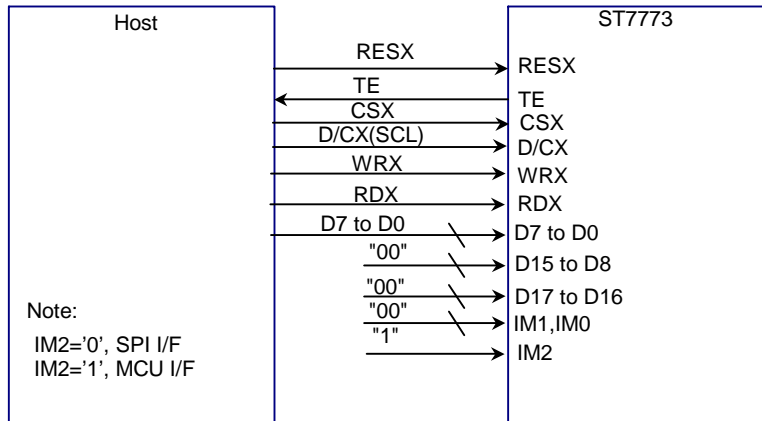 Host
ST7773
RESX
RESX
TE
TE
CSX
CSX
D/CX(SCL)
D/CX
WRX
WRX
RDX
RDX
D7 to D0
D7 to D0
"00"
D15 to D8
"00"
D17 to D16
"00"
IM1,IM0
"1"
IM2
Note:
IM2='0', SPI I/F
IM2='1', MCU I/F